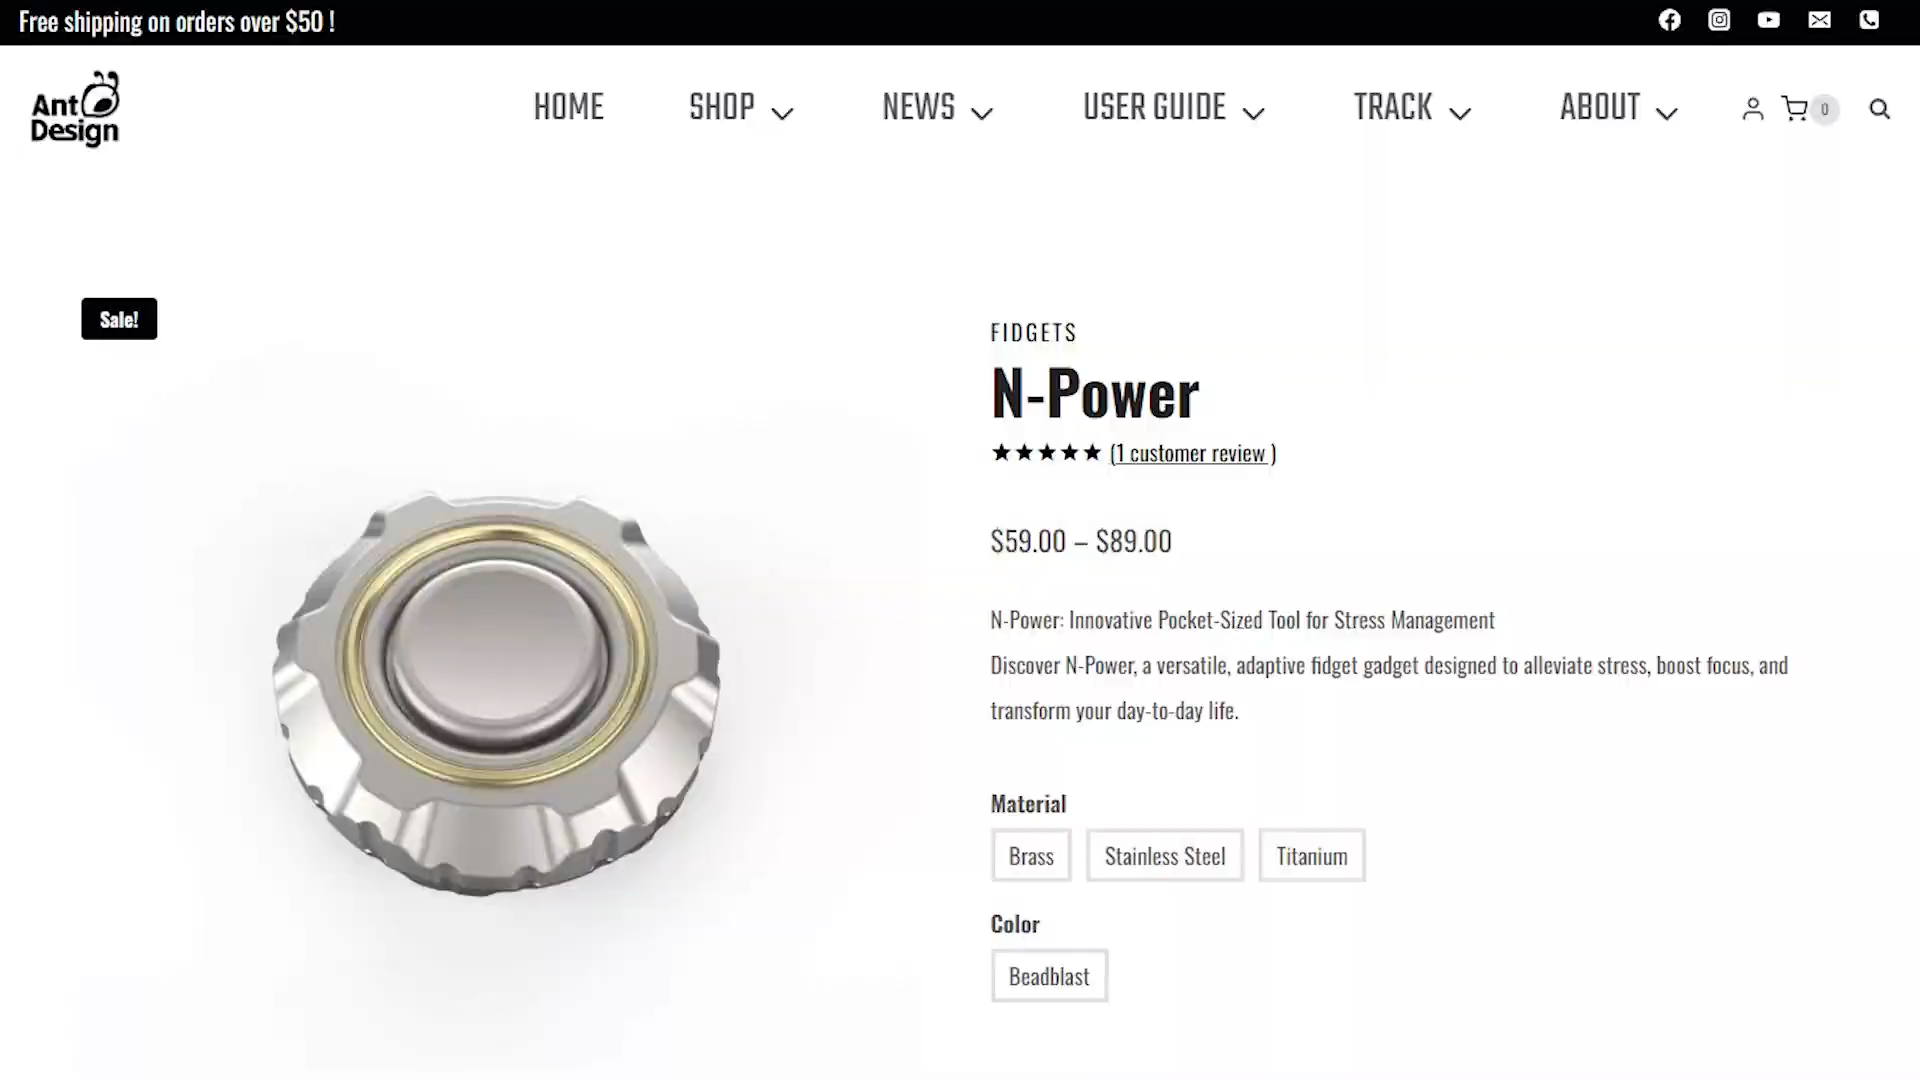 Free shipping on orders over $50 !
Ant
Design
HOME
SHOP
NEWS
USER GUIDE
TRACK
ABOUT
0
Sale!
FIDGETS
N-Power
(1 customer review )
$59.00 – $89.00
N-Power: Innovative Pocket-Sized Tool for Stress Management
Discover N-Power, a versatile, adaptive fidget gadget designed to alleviate stress, boost focus, and
transform your day-to-day life.
Material
Brass
Stainless Steel
Titanium
Color
Beadblast